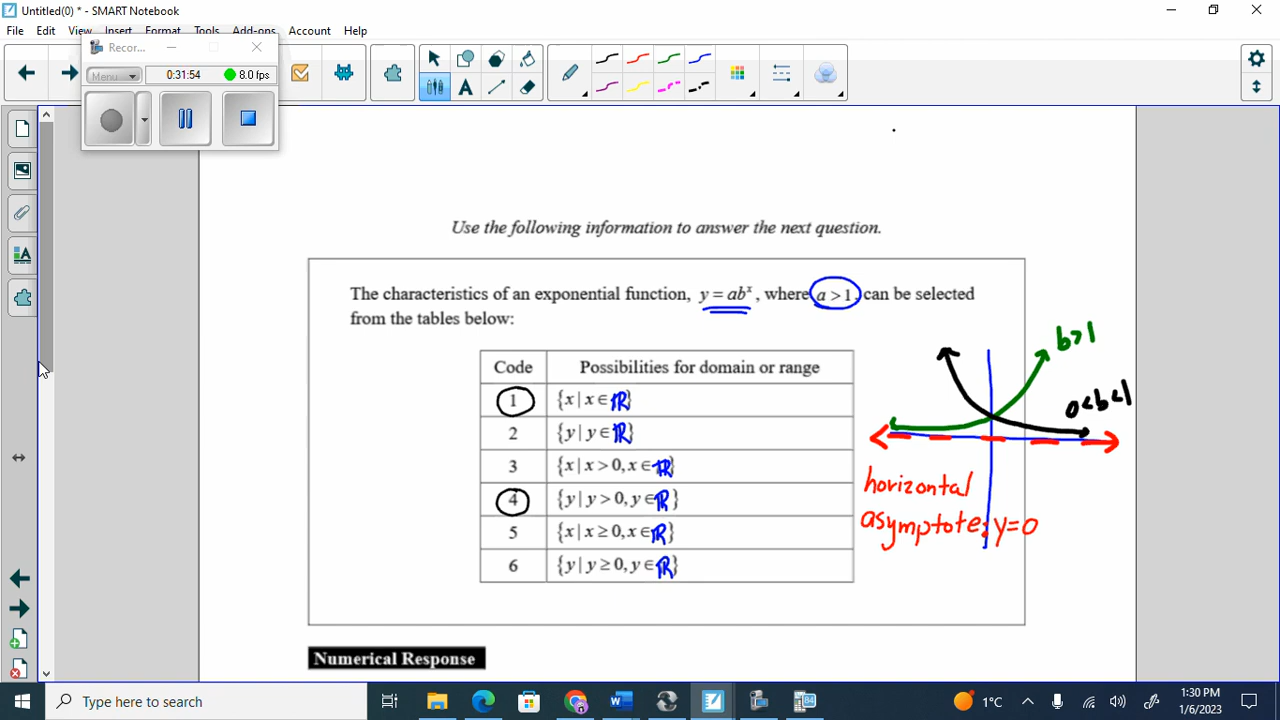 Untitled(0) * - SMART Notebook
File Edit View Insert Format Tools Add-ons Account Help
Recor...
Menu 0:31:54 8.0 fps
Use the following information to answer the next question.
The characteristics of an exponential function, y = ab^x, where a > 1, can be selected
from the tables below:
Code Possibilities for domain or range
1 {x | x ∈ ℝ}
2 {y | y ∈ ℝ}
3 {x | x > 0, x ∈ ℝ}
4 {y | y > 0, y ∈ ℝ}
5 {x | x ≥ 0, x ∈ ℝ}
6 {y | y ≥ 0, y ∈ ℝ}
b>1
0<b<1
horizontal
asymptote: y=0
Numerical Response
Type here to search
1°C
1:30 PM
1/6/2023